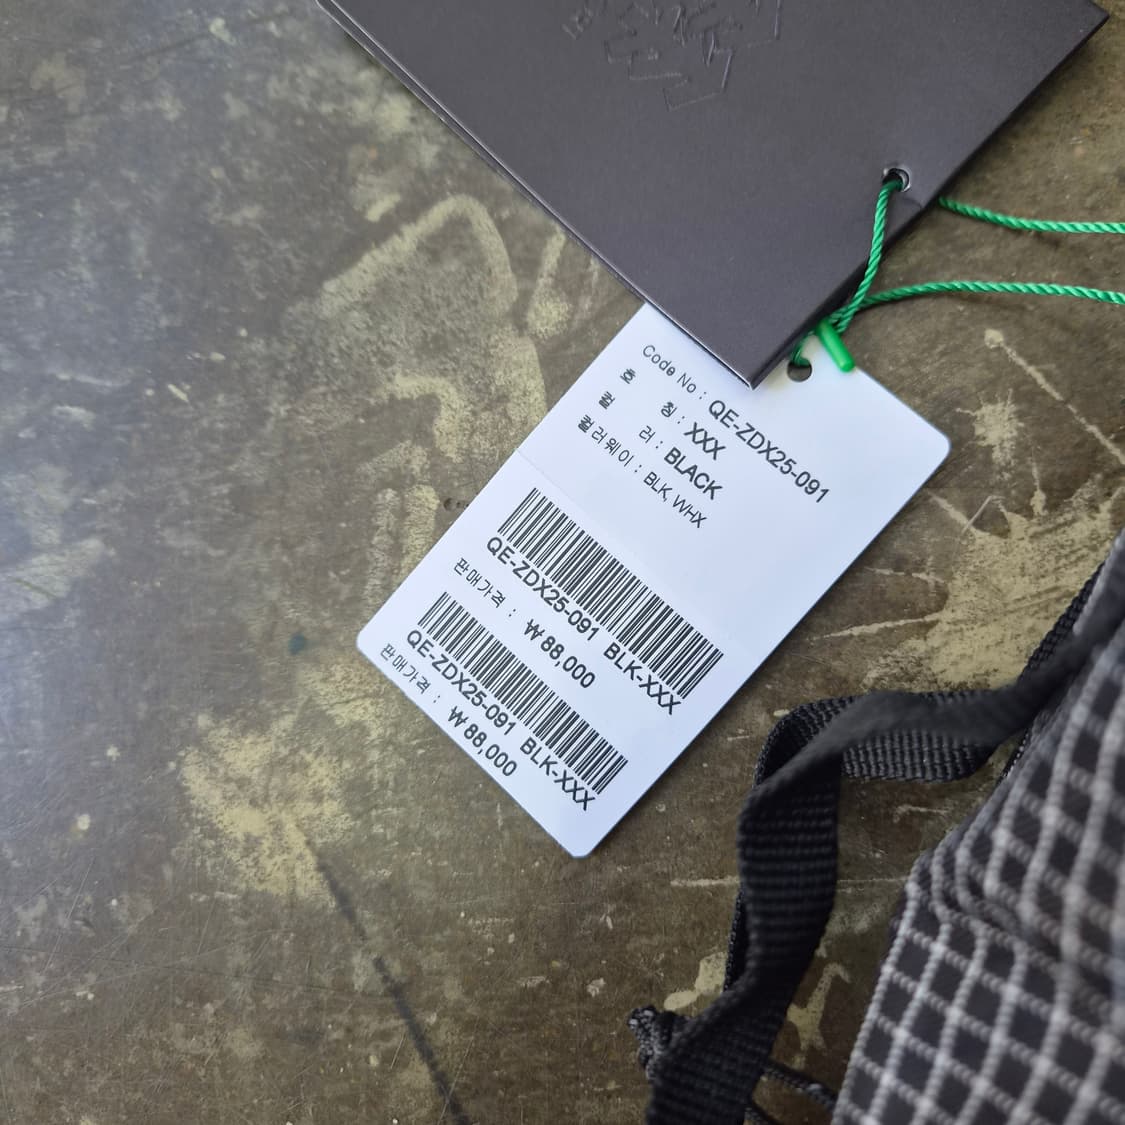 Code No : QE-ZDX25-091
호 칭 : XXX
컬 러 : BLACK
컬러웨이 : BLK, WHX
QE-ZDX25-091 BLK-XXX
판매가격 : ₩88,000
QE-ZDX25-091 BLK-XXX
판매가격 : ₩88,000